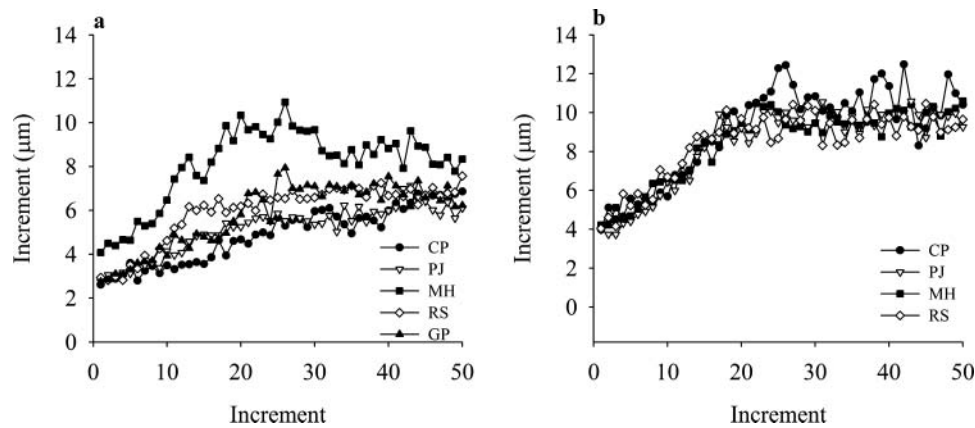 a
14
12
10
8
6
4
2
0
Increment (μm)
0 10 20 30 40 50
Increment
CP
PJ
MH
RS
GP
b
14
12
10
8
6
4
2
0
Increment (μm)
0 10 20 30 40 50
Increment
CP
PJ
MH
RS